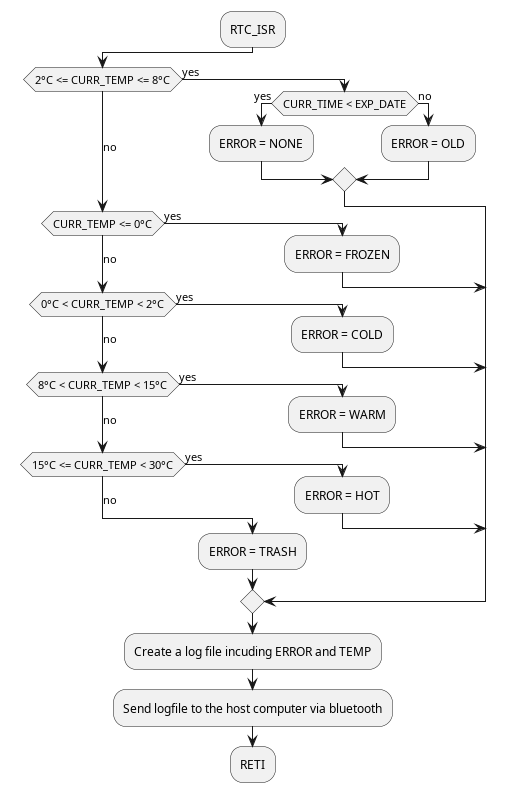 RTC_ISR
2°C <= CURR_TEMP <= 8°C
yes
yes
CURR_TIME < EXP_DATE
no
ERROR = NONE
ERROR = OLD
no
CURR_TEMP <= 0°C
yes
ERROR = FROZEN
no
0°C < CURR_TEMP < 2°C
yes
ERROR = COLD
no
8°C < CURR_TEMP < 15°C
yes
ERROR = WARM
no
15°C <= CURR_TEMP < 30°C
yes
ERROR = HOT
no
ERROR = TRASH
Create a log file incuding ERROR and TEMP
Send logfile to the host computer via bluetooth
RETI